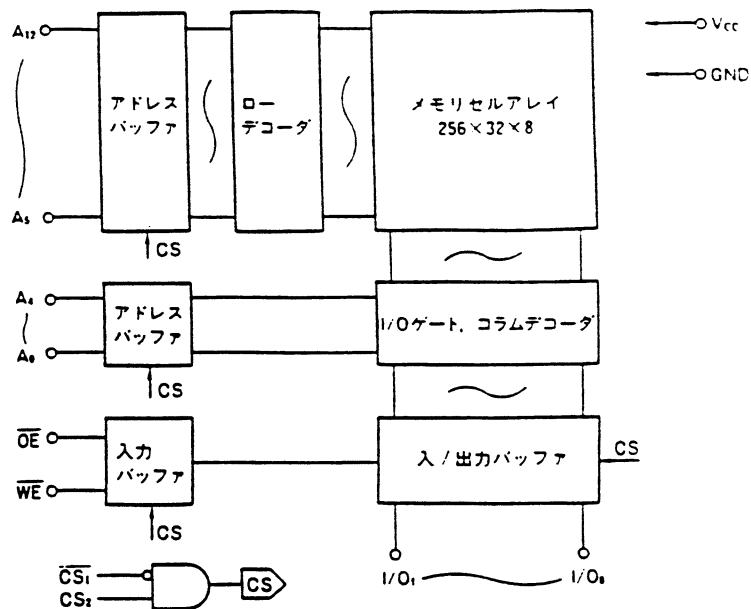 A₁₂
アドレス
バッファ
ロー
デコーダ
メモリセルアレイ
256×32×8
Vcc
GND
A₅
CS
A₄
アドレス
バッファ
I/Oゲート, コラムデコーダ
A₀
CS
O̅E̅
入力
バッファ
入/出力バッファ
CS
W̅E̅
CS
C̅S̅₁
CS₂
CS
I/O₁
I/O₈